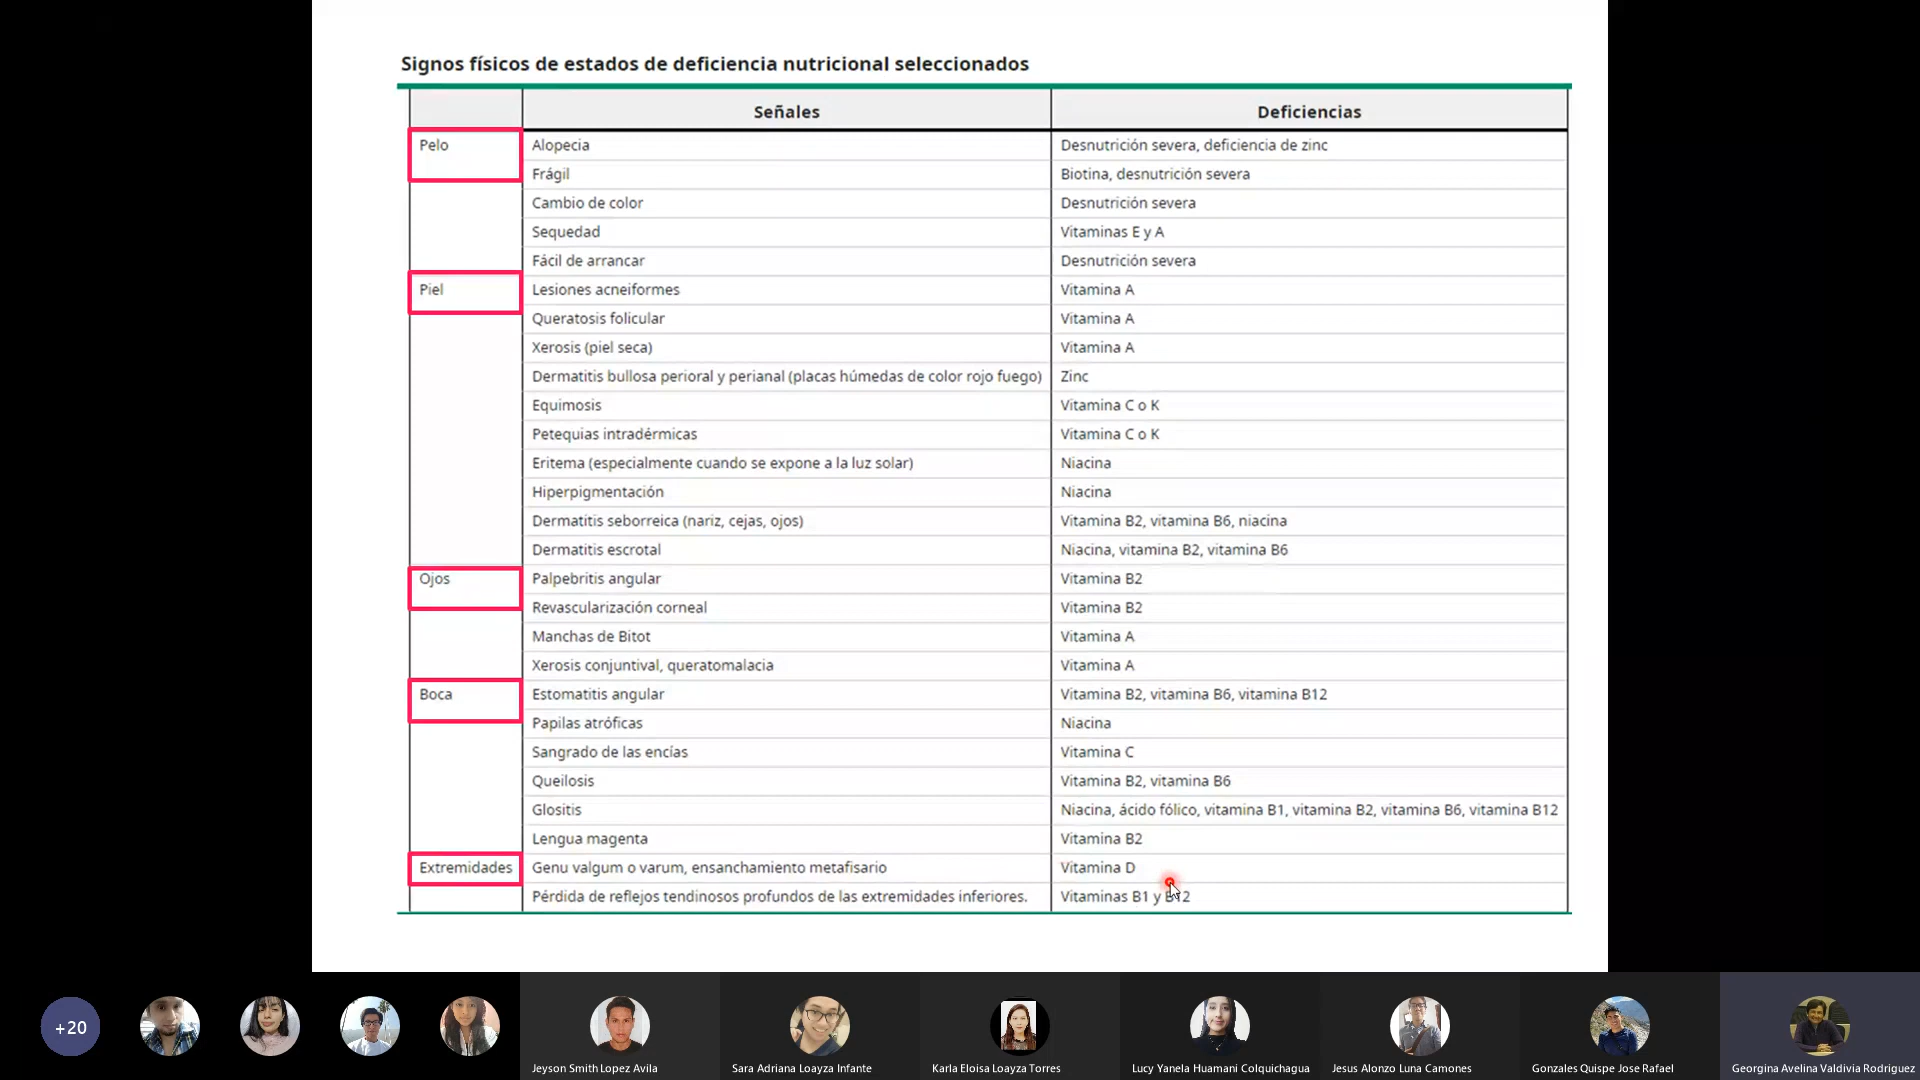 Signos físicos de estados de deficiencia nutricional seleccionados
Señales Deficiencias
Pelo Alopecia Desnutrición severa, deficiencia de zinc
Frágil Biotina, desnutrición severa
Cambio de color Desnutrición severa
Sequedad Vitaminas E y A
Fácil de arrancar Desnutrición severa
Piel Lesiones acneiformes Vitamina A
Queratosis folicular Vitamina A
Xerosis (piel seca) Vitamina A
Dermatitis bullosa perioral y perianal (placas húmedas de color rojo fuego) Zinc
Equimosis Vitamina C o K
Petequias intradérmicas Vitamina C o K
Eritema (especialmente cuando se expone a la luz solar) Niacina
Hiperpigmentación Niacina
Dermatitis seborreica (nariz, cejas, ojos) Vitamina B2, vitamina B6, niacina
Dermatitis escrotal Niacina, vitamina B2, vitamina B6
Ojos Palpebritis angular Vitamina B2
Revascularización corneal Vitamina B2
Manchas de Bitot Vitamina A
Xerosis conjuntival, queratomalacia Vitamina A
Boca Estomatitis angular Vitamina B2, vitamina B6, vitamina B12
Papilas atróficas Niacina
Sangrado de las encías Vitamina C
Queilosis Vitamina B2, vitamina B6
Glositis Niacina, ácido fólico, vitamina B1, vitamina B2, vitamina B6, vitamina B12
Lengua magenta Vitamina B2
Extremidades Genu valgum o varum, ensanchamiento metafisario Vitamina D
Pérdida de reflejos tendinosos profundos de las extremidades inferiores. Vitaminas B1 y B12
+20
Jeyson Smith Lopez Avila Sara Adriana Loayza Infante Karla Eloisa Loayza Torres Lucy Yanela Huamani Colquichagua Jesus Alonzo Luna Camones Gonzales Quispe Jose Rafael Georgina Avelina Valdivia Rodriguez